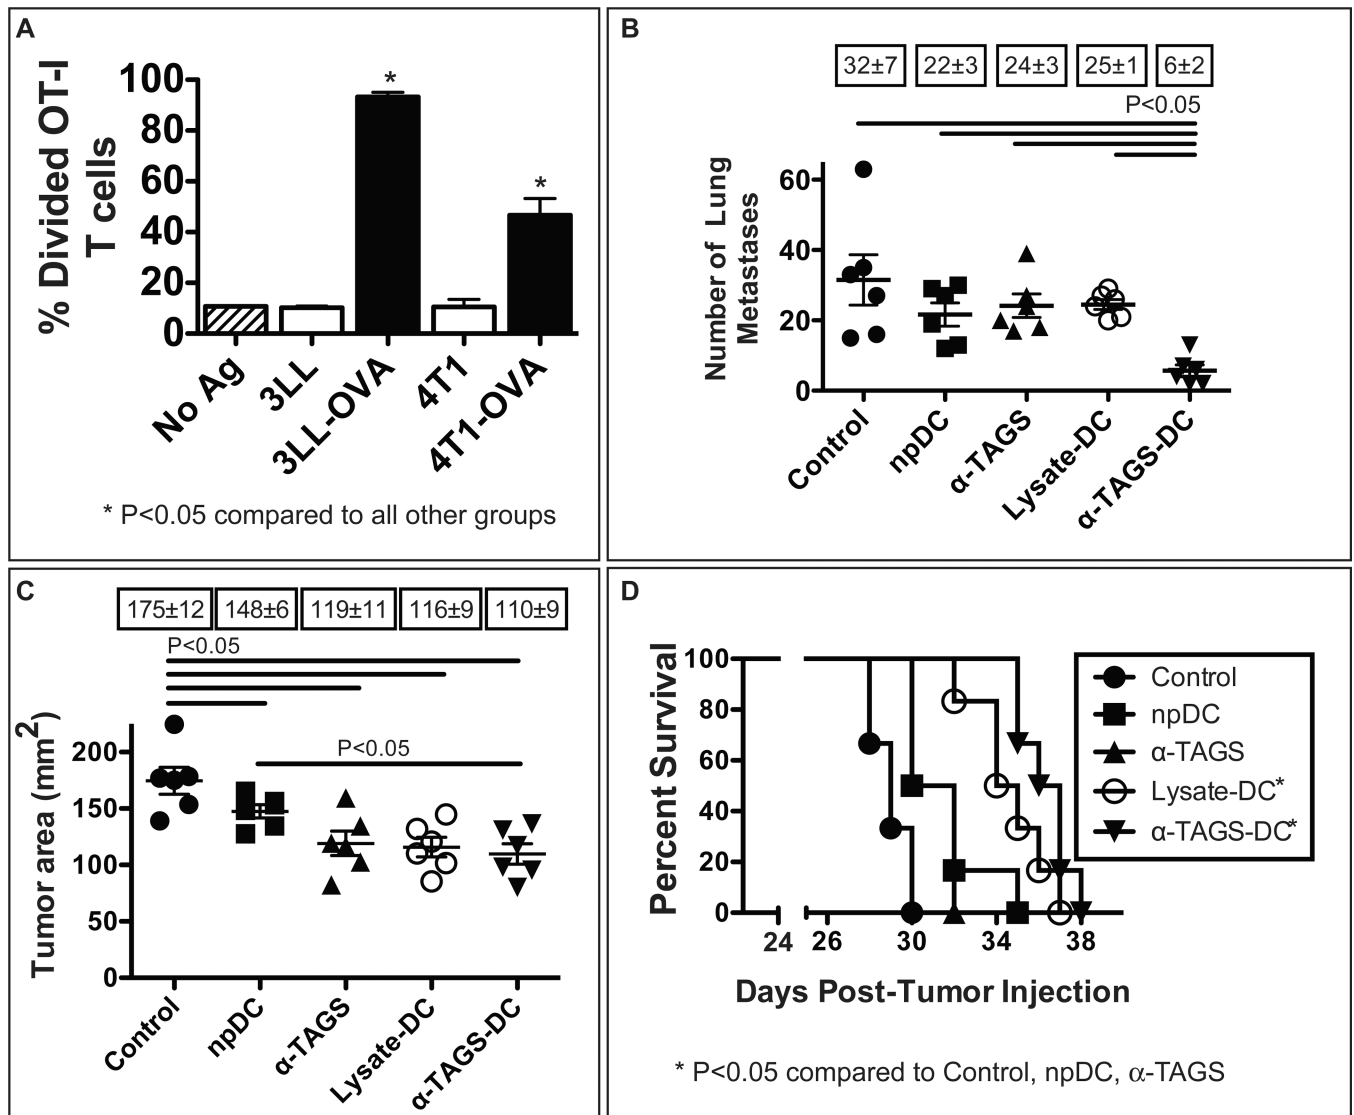 A
% Divided OT-I
T cells
100
80
60
40
20
0
*
*
No Ag
3LL
3LL-OVA
4T1
4T1-OVA
* P<0.05 compared to all other groups
B
32±7 22±3 24±3 25±1 6±2
P<0.05
Number of Lung
Metastases
60
40
20
0
Control
npDC
α-TAGS
Lysate-DC
α-TAGS-DC
C
175±12 148±6 119±11 116±9 110±9
P<0.05
P<0.05
Tumor area (mm²)
200
150
100
50
0
Control
npDC
α-TAGS
Lysate-DC
α-TAGS-DC
D
Percent Survival
100
80
60
40
20
0
24 26 30 34 38
Days Post-Tumor Injection
Control
npDC
α-TAGS
Lysate-DC*
α-TAGS-DC*
* P<0.05 compared to Control, npDC, α-TAGS